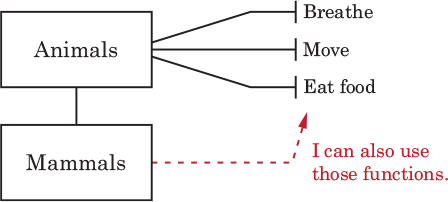 Breathe
Animals
Move
Eat food
Mammals
I can also use
those functions.